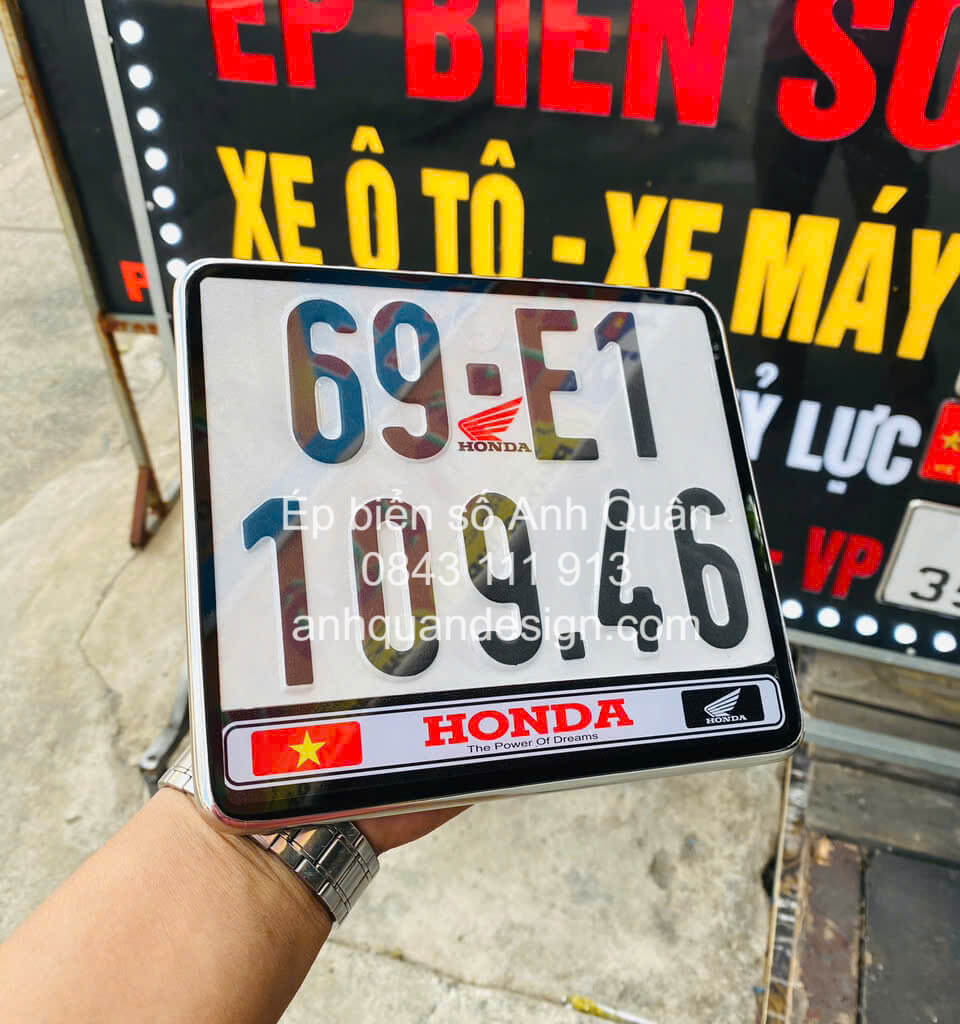 ÉP BIỂN SỐ
XE Ô TÔ - XE MÁY
Ỷ LỰC
- VP
69-E1
HONDA
109.46
Ép biển số Anh Quân
0843 111 913
anhquandesign.com
HONDA
The Power Of Dreams
HONDA